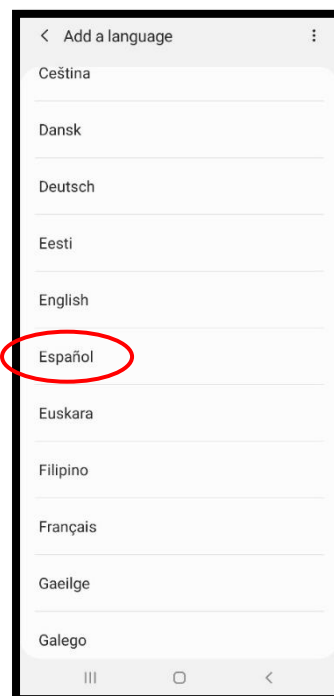 Add a language
Čeština
Dansk
Deutsch
Eesti
English
Español
Euskara
Filipino
Français
Gaeilge
Galego